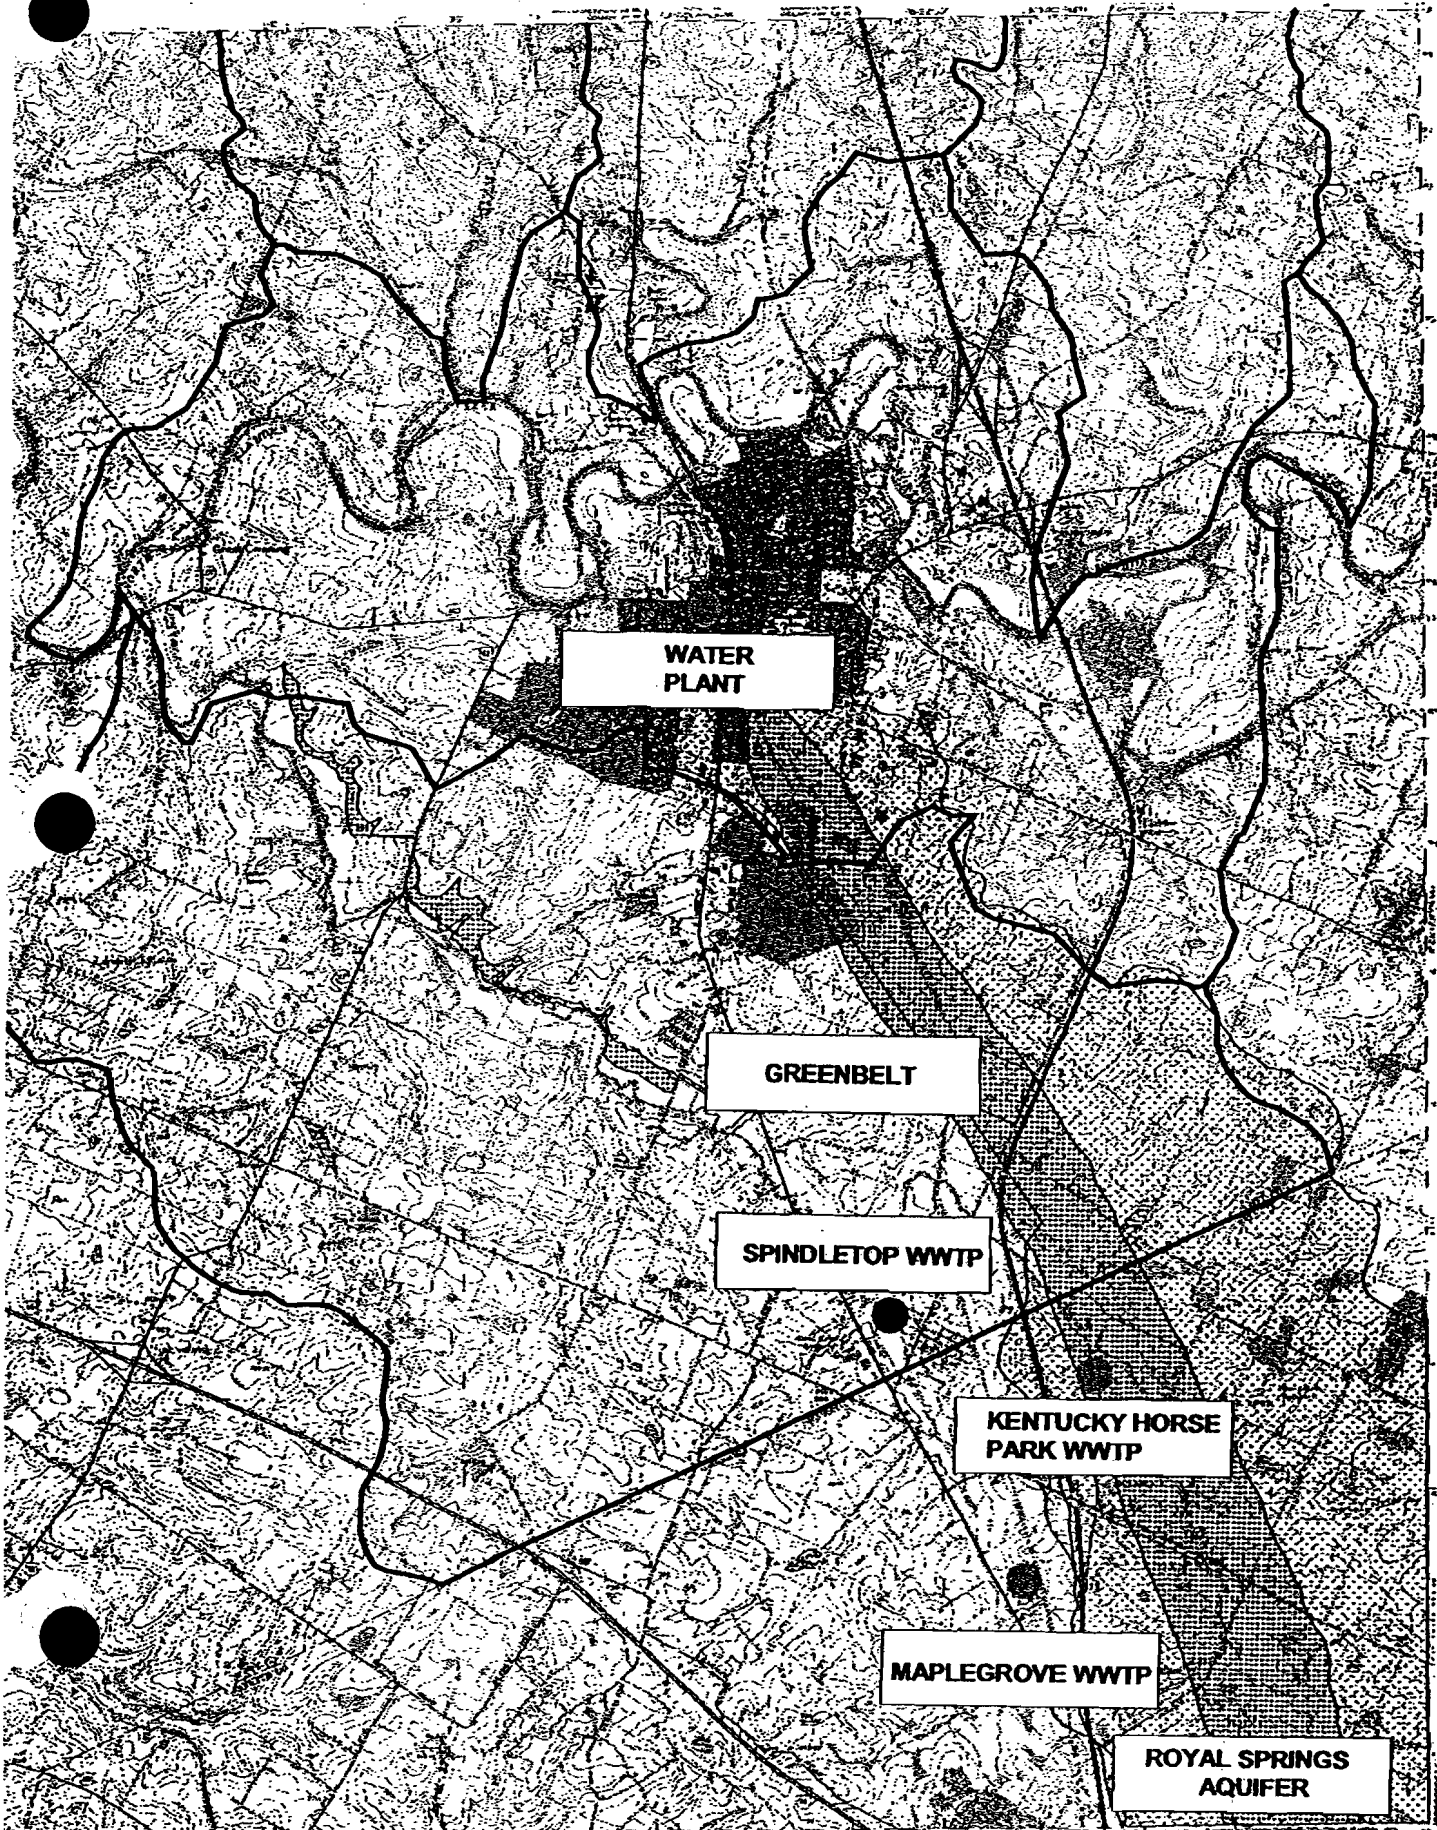 WATER
PLANT
GREENBELT
SPINDLETOP WWTP
KENTUCKY HORSE
PARK WWTP
MAPLEGROVE WWTP
ROYAL SPRINGS
AQUIFER